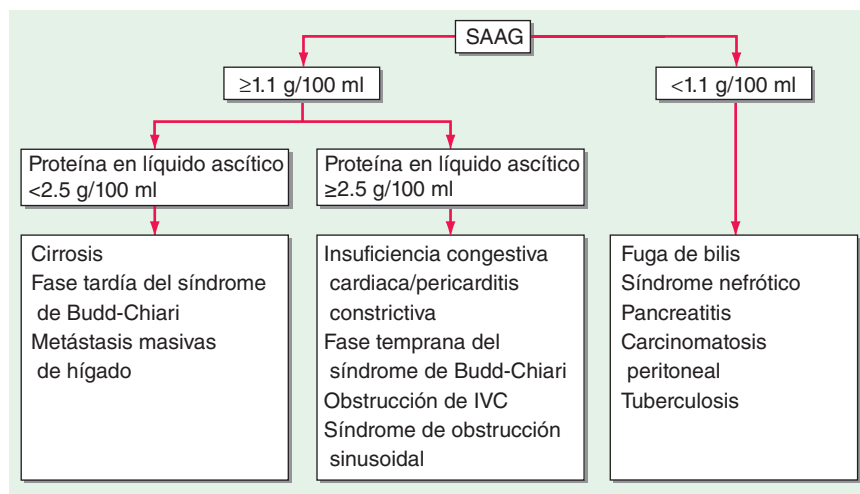 SAAG
≥1.1 g/100 ml
<1.1 g/100 ml
Proteína en líquido ascítico
<2.5 g/100 ml
Proteína en líquido ascítico
≥2.5 g/100 ml
Cirrosis
Fase tardía del síndrome
de Budd-Chiari
Metástasis masivas
de hígado
Insuficiencia congestiva
cardiaca/pericarditis
constrictiva
Fase temprana del
síndrome de Budd-Chiari
Obstrucción de IVC
Síndrome de obstrucción
sinusoidal
Fuga de bilis
Síndrome nefrótico
Pancreatitis
Carcinomatosis
peritoneal
Tuberculosis